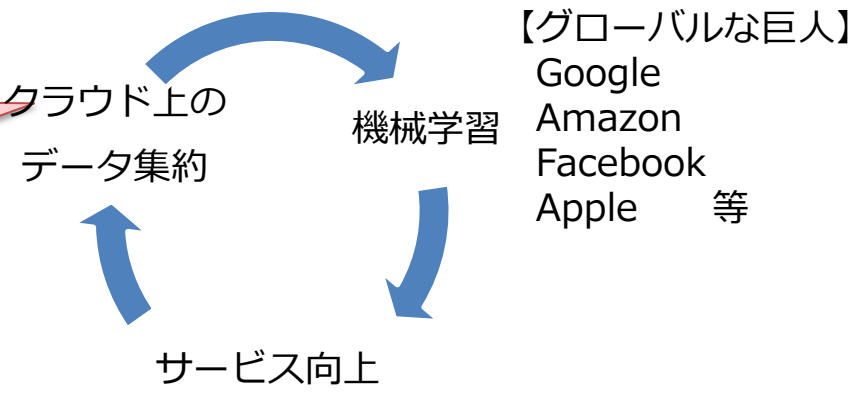 クラウド上の
データ集約
機械学習
サービス向上
【グローバルな巨人】
Google
Amazon
Facebook
Apple 等